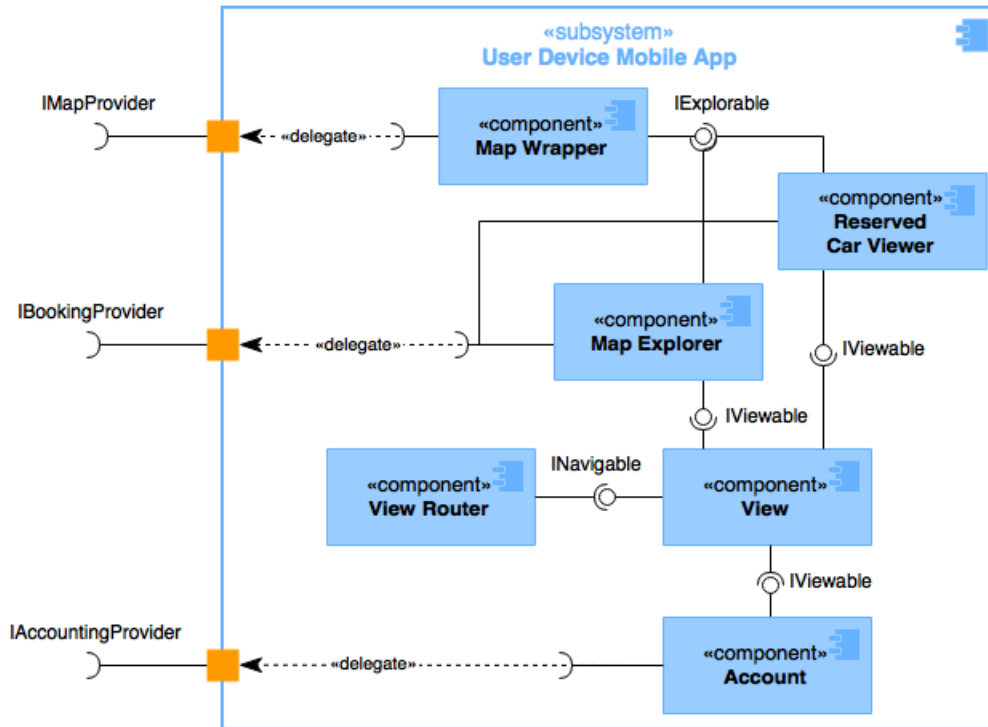 «subsystem»
User Device Mobile App
IMapProvider
«delegate»
«component»
Map Wrapper
IExplorable
«component»
Reserved
Car Viewer
IBookingProvider
«delegate»
«component»
Map Explorer
IViewable
IViewable
INavigable
«component»
View Router
«component»
View
IViewable
IAccountingProvider
«delegate»
«component»
Account